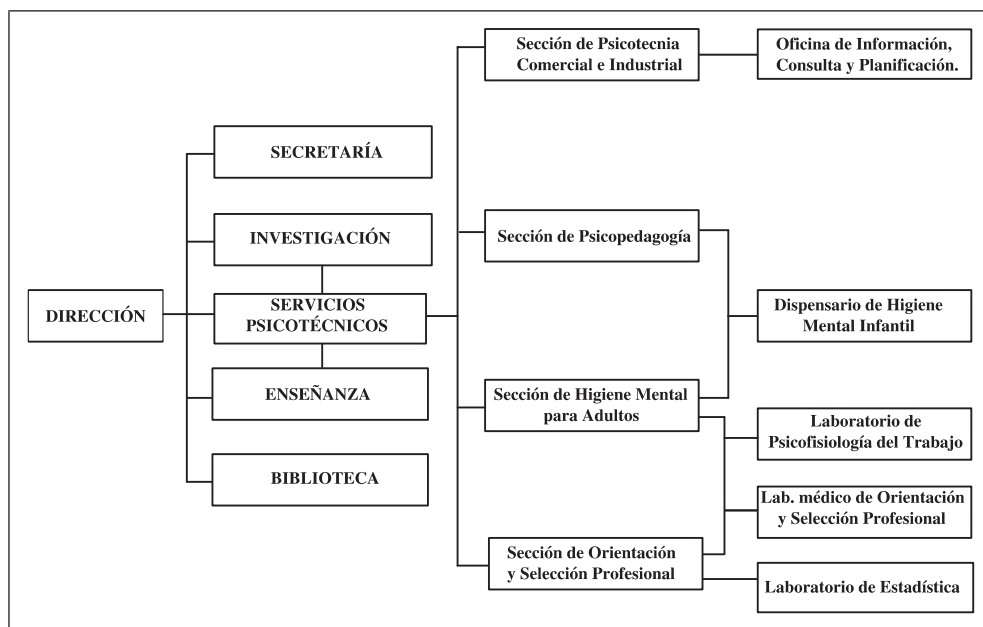 DIRECCIÓN
SECRETARÍA
INVESTIGACIÓN
SERVICIOS
PSICOTÉCNICOS
ENSEÑANZA
BIBLIOTECA
Sección de Psicotecnia
Comercial e Industrial
Sección de Psicopedagogía
Sección de Higiene Mental
para Adultos
Sección de Orientación
y Selección Profesional
Oficina de Información,
Consulta y Planificación.
Dispensario de Higiene
Mental Infantil
Laboratorio de
Psicofisiología del Trabajo
Lab. médico de Orientación
y Selección Profesional
Laboratorio de Estadística